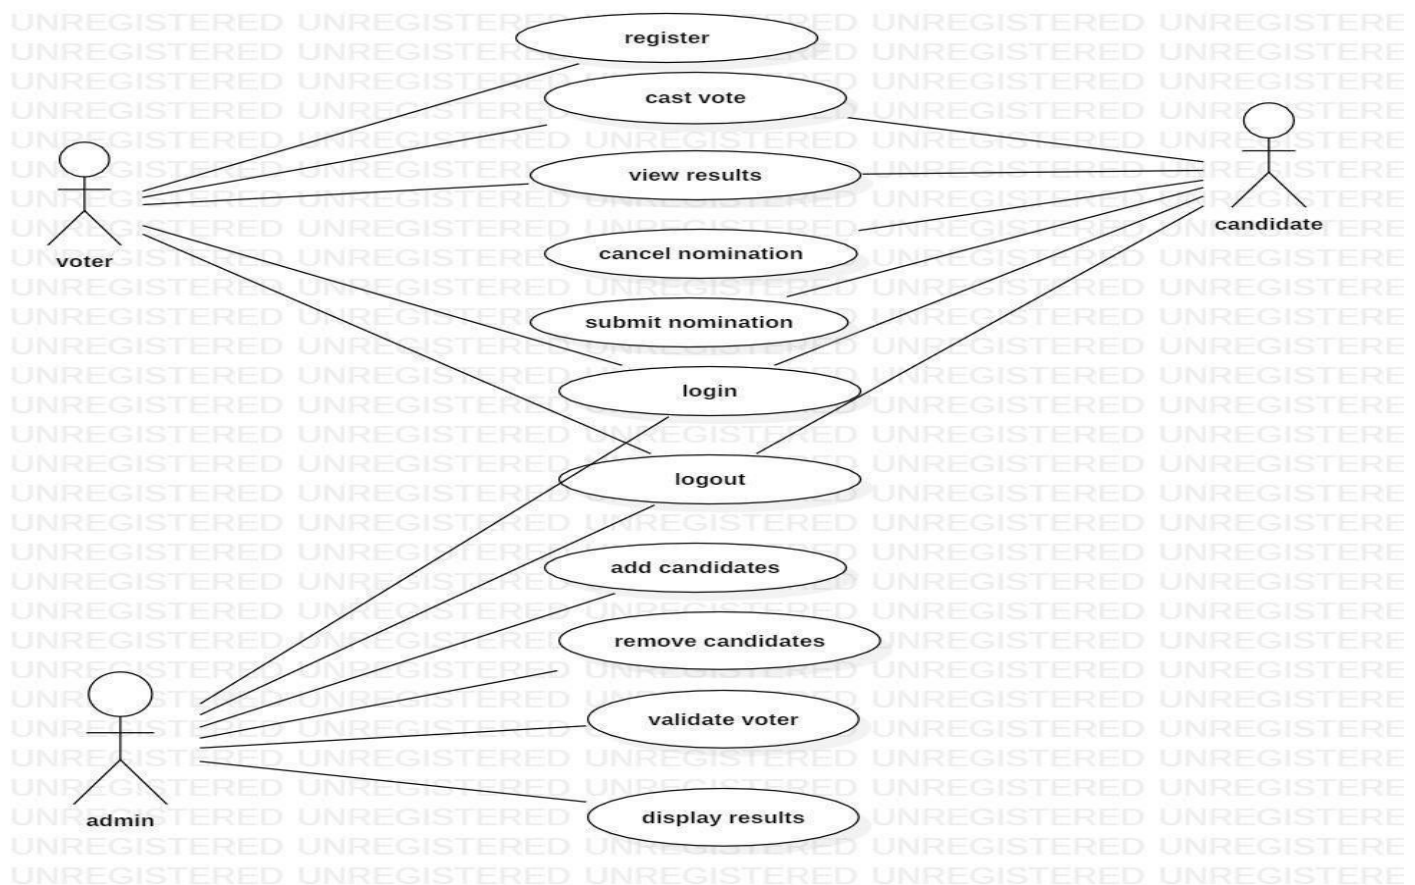 register
cast vote
view results
voter
candidate
cancel nomination
submit nomination
login
logout
add candidates
remove candidates
validate voter
admin
display results
UNREGISTERED